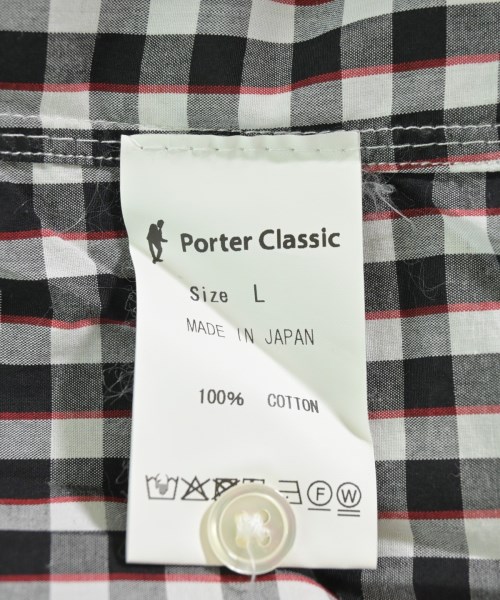 Porter Classic
Size L
MADE IN JAPAN
100% COTTON
F W